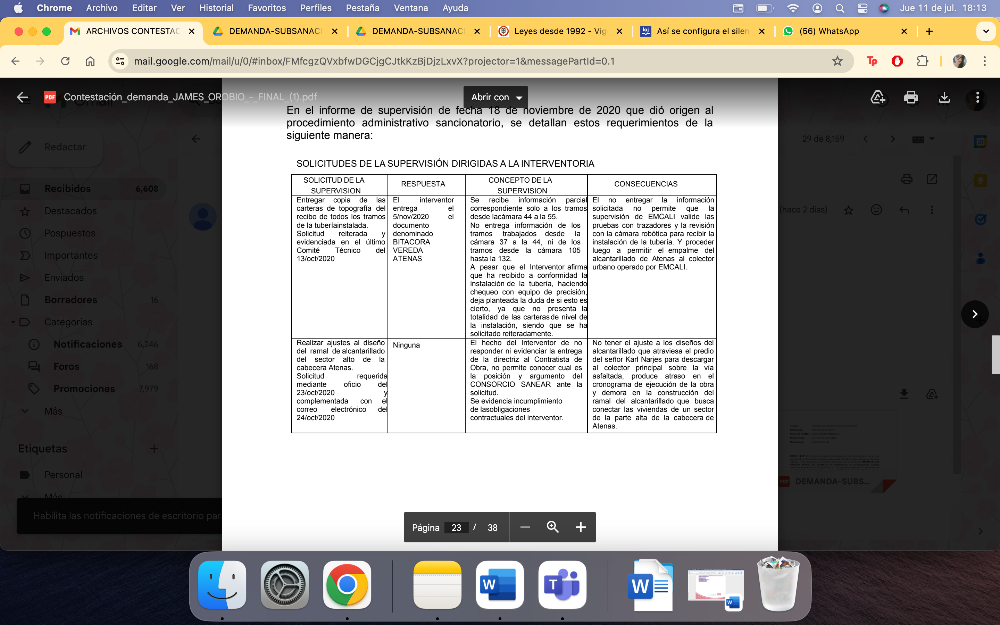 Chrome Archivo Editar Ver Historial Favoritos Perfiles Pestaña Ventana Ayuda Jue 11 de jul. 18:13
ARCHIVOS CONTESTAC DEMANDA-SUBSANACI DEMANDA-SUBSANACI Leyes desde 1992 - Vig Así se configura el silen (56) WhatsApp
mail.google.com/mail/u/0/#inbox/FMfcgzQVxbfwDGCjgCJtkKzBjDjzLxvX?projector=1&messagePartId=0.1
PDF Contestación_demanda_JAMES_OROBIO_-_FINAL_(1).pdf
Abrir con
En el informe de supervisión de fecha 18 de noviembre de 2020 que dió origen al
procedimiento administrativo sancionatorio, se detallan estos requerimientos de la
siguiente manera:
SOLICITUDES DE LA SUPERVISIÓN DIRIGIDAS A LA INTERVENTORIA
SOLICITUD DE LA
SUPERVISION
RESPUESTA
CONCEPTO DE LA
SUPERVISION
CONSECUENCIAS
Entregar copia de las
carteras de topografía del
recibo de todos los tramos
de la tuberíainstalada.
Solicitud reiterada y
evidenciada en el último
Comité Técnico del
13/oct/2020
El interventor
entrega el
5/nov/2020 el
documento
denominado
BITACORA
VEREDA
ATENAS
Se recibe información parcial
correspondiente solo a los tramos
desde lacámara 44 a la 55.
No entrega información de los
tramos trabajados desde la
cámara 37 a la 44, ni de los
tramos desde la cámara 105
hasta la 132.
A pesar que el Interventor afirma
que ha recibido a conformidad la
instalación de la tubería, haciendo
chequeo con equipo de precisión,
deja planteada la duda de si esto es
cierto, ya que no presenta la
totalidad de las carteras de nivel de
la instalación, siendo que se ha
solicitado reiteradamente.
El no entregar la información
solicitada no permite que la
supervisión de EMCALI valide las
pruebas con trazadores y la revisión
con la cámara robótica para recibir la
instalación de la tubería. Y proceder
luego a permitir el empalme del
alcantarillado de Atenas al colector
urbano operado por EMCALI.
Realizar ajustes al diseño
del ramal de alcantarillado
del sector alto de la
cabecera Atenas.
Solicitud requerida
mediante oficio del
23/oct/2020 y
complementada con el
correo electrónico del
24/oct/2020
Ninguna
El hecho del Interventor de no
responder ni evidenciar la entrega
de la directriz al Contratista de
Obra, no permite conocer cual es
la posición y argumento del
CONSORCIO SANEAR ante la
solicitud.
Se evidencia incumplimiento
de lasobligaciones
contractuales del interventor.
No tener el ajuste a los diseños del
alcantarillado que atraviesa el predio
del señor Karl Narjes para descargar
al colector principal sobre la vía
asfaltada, produce atraso en el
cronograma de ejecución de la obra
y demora en la construcción del
ramal del alcantarillado que busca
conectar las viviendas de un sector
de la parte alta de la cabecera de
Atenas.
Página 23 / 38
Redactar
Recibidos 6,608
Destacados
Pospuestos
Importantes
Enviados
Borradores 16
Categorías
Notificaciones 6,246
Foros 168
Promociones 7,979
Más
Etiquetas
Personal
Más
Habilita las notificaciones de escritorio par
29 de 8,159
31
(hace 2 días)
PDF DEMANDA-SUBS...